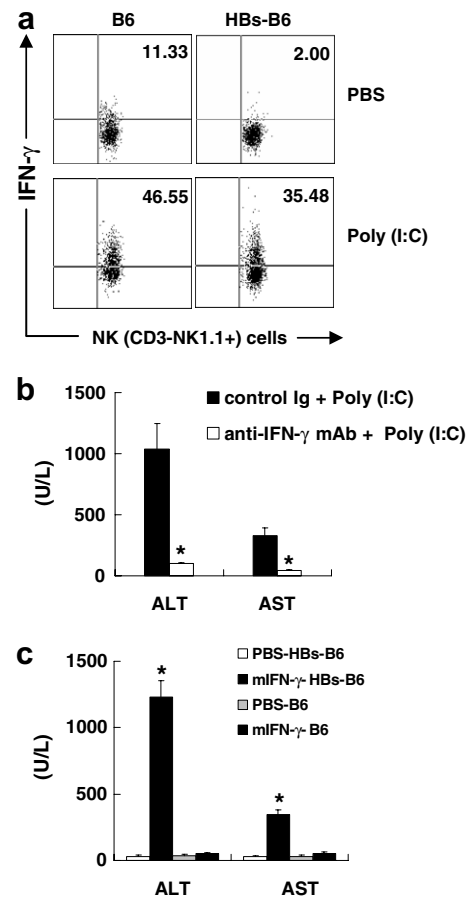 a
B6 HBs-B6
11.33 2.00
PBS
IFN-γ
46.55 35.48
Poly (I:C)
NK (CD3-NK1.1+) cells
b
1500
1000
500
0
(U/L)
control Ig + Poly (I:C)
anti-IFN-γ mAb + Poly (I:C)
* *
ALT AST
c
1500
1000
500
0
(U/L)
PBS-HBs-B6
mIFN-γ-HBs-B6
PBS-B6
mIFN-γ-B6
* *
ALT AST